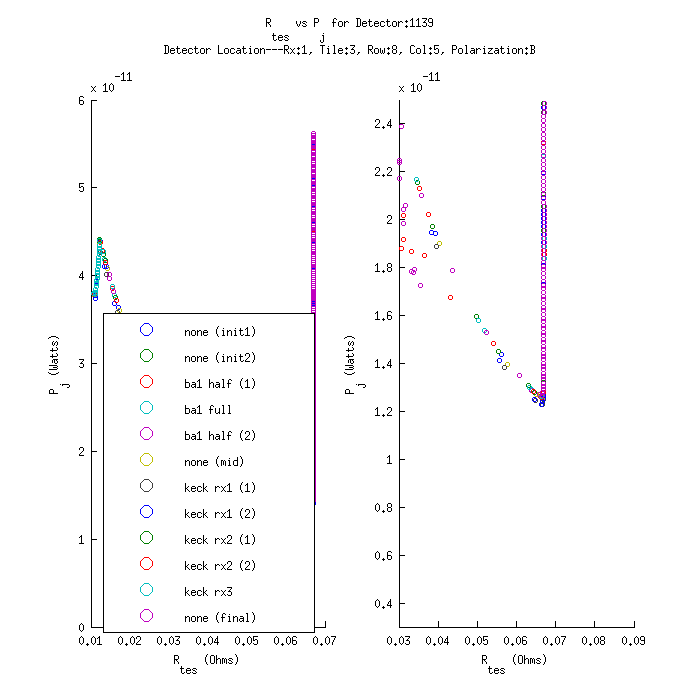 R    vs P  for Detector:1139
tes    j
Detector Location---Rx:1, Tile:3, Row:8, Col:5, Polarization:B
x 10^-11
6
5
4
3
2
1
0
P_j (Watts)
0.01 0.02 0.03 0.04 0.05 0.06 0.07
R_tes (Ohms)
none (init1)
none (init2)
ba1 half (1)
ba1 full
ba1 half (2)
none (mid)
keck rx1 (1)
keck rx1 (2)
keck rx2 (1)
keck rx2 (2)
keck rx3
none (final)
x 10^-11
2.4
2.2
2
1.8
1.6
1.4
1.2
1
0.8
0.6
0.4
P_j (Watts)
0.03 0.04 0.05 0.06 0.07 0.08 0.09
R_tes (Ohms)